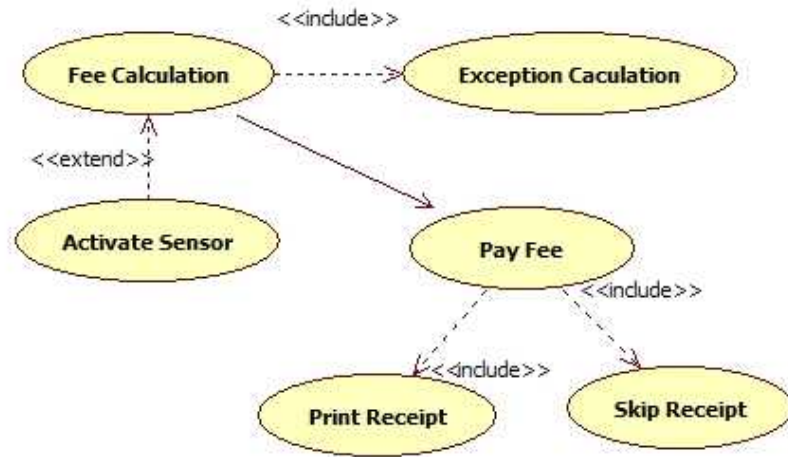 <<include>>
Fee Calculation
Exception Caculation
<<extend>>
Activate Sensor
Pay Fee
<<include>>
<<include>>
Print Receipt
Skip Receipt